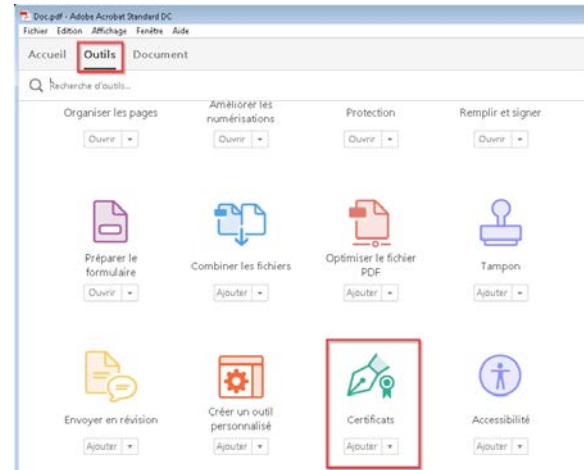 Doc.pdf - Adobe Acrobat Standard DC
Fichier Edition Affichage Fenêtre Aide
Accueil Outils Document
Recherche d'outils...
Organiser les pages
Améliorer les
numérisations
Protection
Remplir et signer
Ouvrir
Ouvrir
Ouvrir
Ouvrir
Préparer le
formulaire
Combiner les fichiers
Optimiser le fichier
PDF
Tampon
Ouvrir
Ajouter
Ajouter
Ajouter
Envoyer en révision
Créer un outil
personnalisé
Certificats
Accessibilité
Ajouter
Ajouter
Ajouter
Ajouter